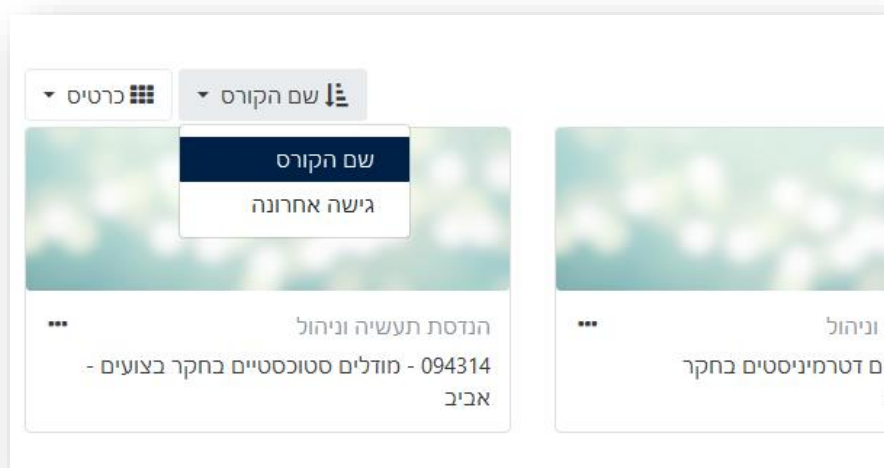 שם הקורס
כרטיס
שם הקורס
גישה אחרונה
וניהול
ם דטרמיניסטים בחקר
הנדסת תעשיה וניהול
094314 - מודלים סטוכסטיים בחקר בצועים -
אביב